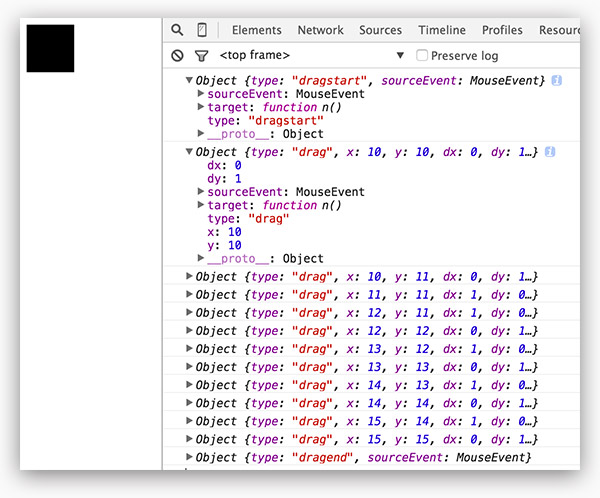 Elements Network Sources Timeline Profiles Resour
<top frame> ▼ Preserve log
▼Object {type: "dragstart", sourceEvent: MouseEvent} i
▶sourceEvent: MouseEvent
▶target: function n()
type: "dragstart"
▶__proto__: Object
▼Object {type: "drag", x: 10, y: 10, dx: 0, dy: 1…} i
dx: 0
dy: 1
▶sourceEvent: MouseEvent
▶target: function n()
type: "drag"
x: 10
y: 10
▶__proto__: Object
▶Object {type: "drag", x: 10, y: 11, dx: 0, dy: 1…}
▶Object {type: "drag", x: 11, y: 11, dx: 1, dy: 0…}
▶Object {type: "drag", x: 12, y: 11, dx: 1, dy: 0…}
▶Object {type: "drag", x: 12, y: 12, dx: 0, dy: 1…}
▶Object {type: "drag", x: 13, y: 12, dx: 1, dy: 0…}
▶Object {type: "drag", x: 13, y: 13, dx: 0, dy: 1…}
▶Object {type: "drag", x: 14, y: 13, dx: 1, dy: 0…}
▶Object {type: "drag", x: 14, y: 14, dx: 0, dy: 1…}
▶Object {type: "drag", x: 15, y: 14, dx: 1, dy: 0…}
▶Object {type: "drag", x: 15, y: 15, dx: 0, dy: 1…}
▶Object {type: "dragend", sourceEvent: MouseEvent}